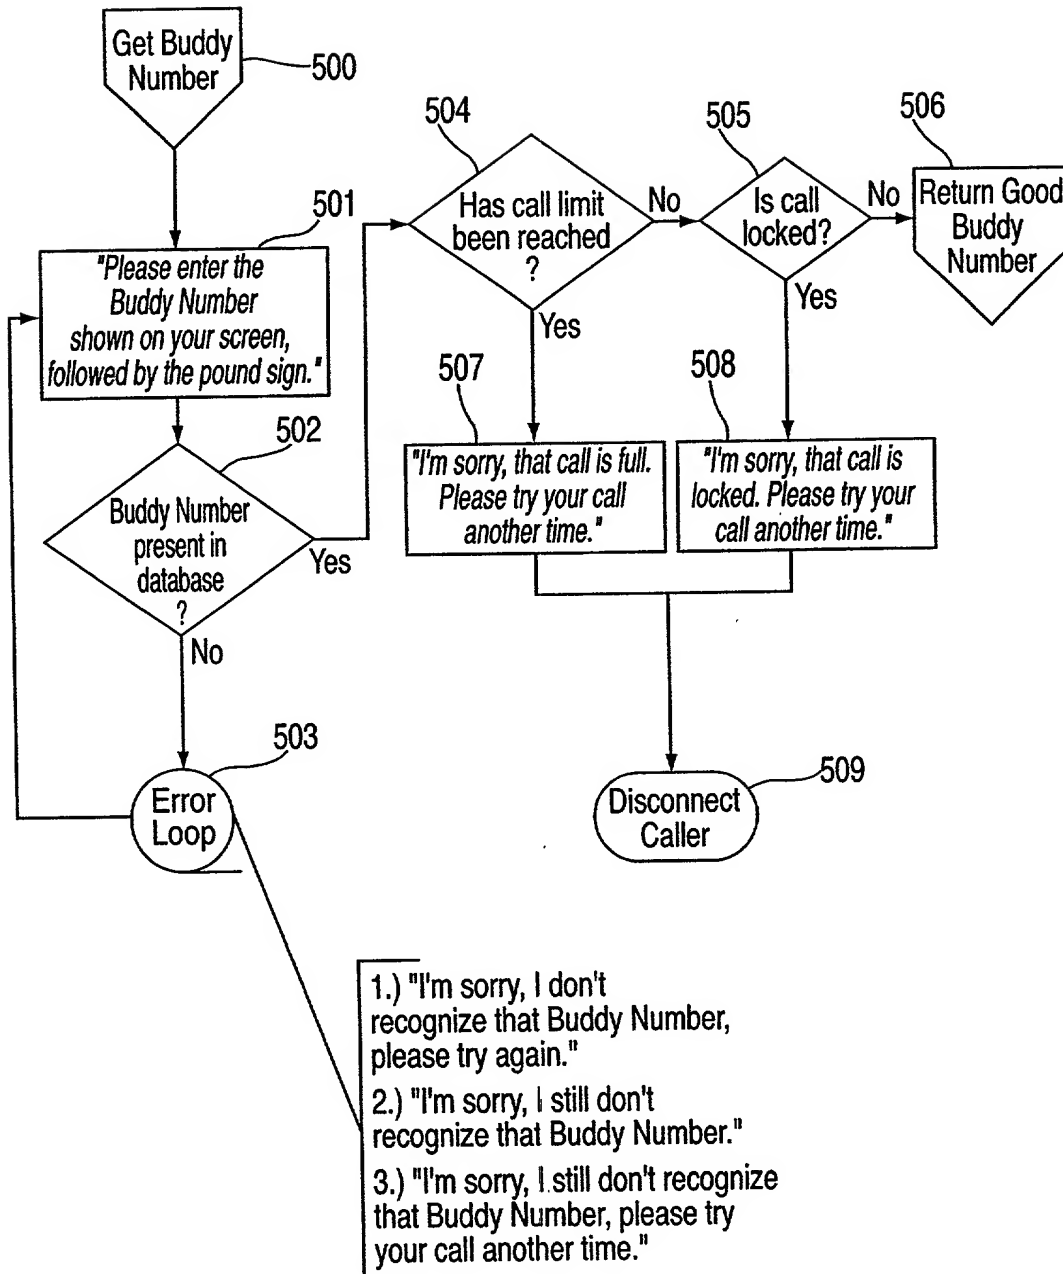 Get Buddy
Number
500
501
"Please enter the
Buddy Number
shown on your screen,
followed by the pound sign."
502
Buddy Number
present in
database
?
Yes
No
503
Error
Loop
504
Has call limit
been reached
?
No
Yes
505
Is call
locked?
No
Yes
506
Return Good
Buddy
Number
507
"I'm sorry, that call is full.
Please try your call
another time."
508
"I'm sorry, that call is
locked. Please try your
call another time."
509
Disconnect
Caller
1.) "I'm sorry, I don't
recognize that Buddy Number,
please try again."
2.) "I'm sorry, I still don't
recognize that Buddy Number."
3.) "I'm sorry, I still don't recognize
that Buddy Number, please try
your call another time."